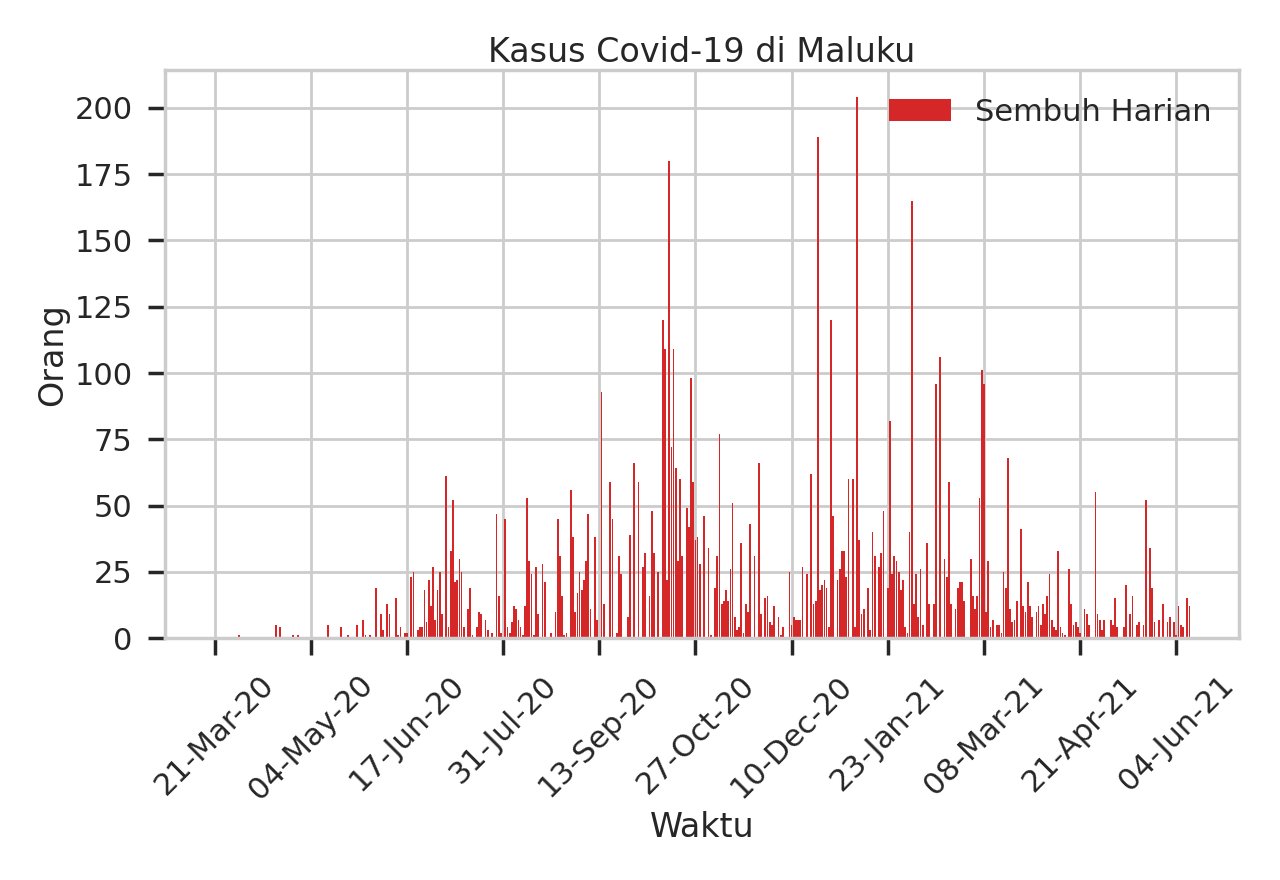 Kasus Covid-19 di Maluku
Sembuh Harian
Orang
200
175
150
125
100
75
50
25
0
21-Mar-20
04-May-20
17-Jun-20
31-Jul-20
13-Sep-20
27-Oct-20
10-Dec-20
23-Jan-21
08-Mar-21
21-Apr-21
04-Jun-21
Waktu